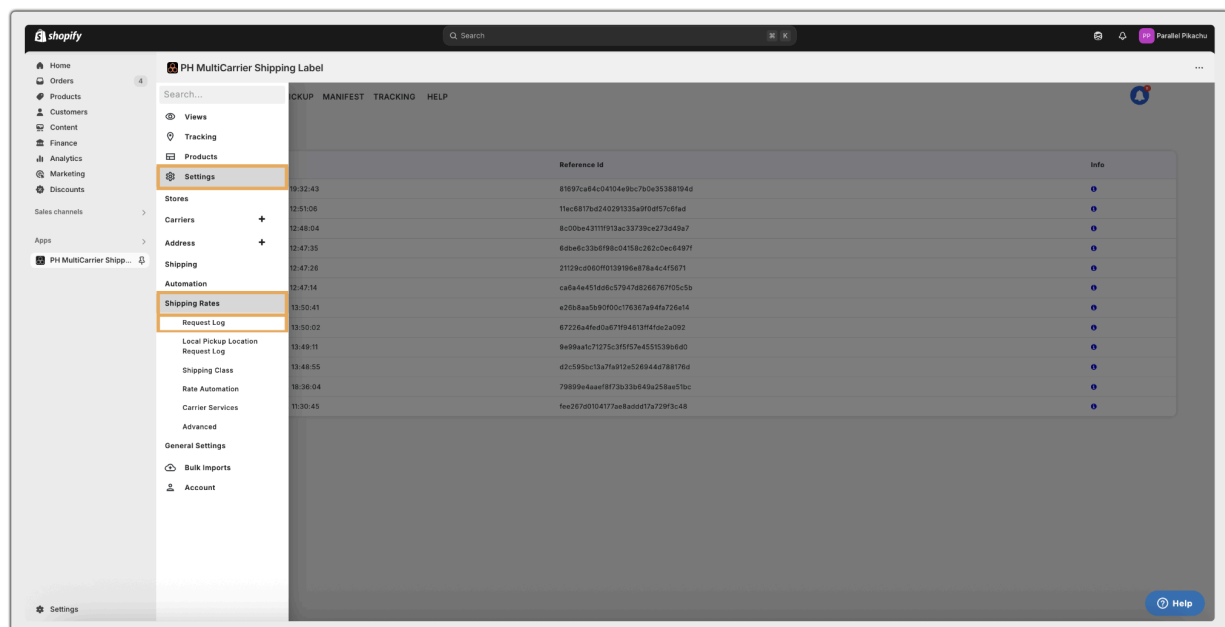 shopify
Search
⌘ K
PP Parallel Pikachu
Home
Orders 4
Products
Customers
Content
Finance
Analytics
Marketing
Discounts
Sales channels
Apps
PH MultiCarrier Shipp...
Settings
PH MultiCarrier Shipping Label
Search...
Views
Tracking
Products
Settings
Stores
Carriers +
Address +
Shipping
Automation
Shipping Rates
Request Log
Local Pickup Location
Request Log
Shipping Class
Rate Automation
Carrier Services
Advanced
General Settings
Bulk Imports
Account
ICKUP MANIFEST TRACKING HELP
Reference Id Info
19:32:43 81697ca64c04104e9bc7b0e35388194d
12:51:06 11ec6817bd240291335a9f0df57c6fad
12:48:04 8c00be43111f913ac33739ce273d49a7
12:47:35 6dbe6c33b6f98c04158c262c0ec6497f
12:47:26 21129cd060ff0139196e878a4c4f5671
12:47:14 ca6a4e451dd6c57947d8266767f05c5b
13:50:41 e26b8aa5b90f00c176367a94fa726e14
13:50:02 67226a4fed0a671f94613ff4fde2a092
13:49:11 9e99aa1c71275c3f5f57e4551539b6d0
13:48:55 d2c595bc13a7fa912e526944d788176d
18:36:04 79899e4aaef8f73b33b649a258ae51bc
11:30:45 fee267d9104177ae8addd17a729f3c48
Help